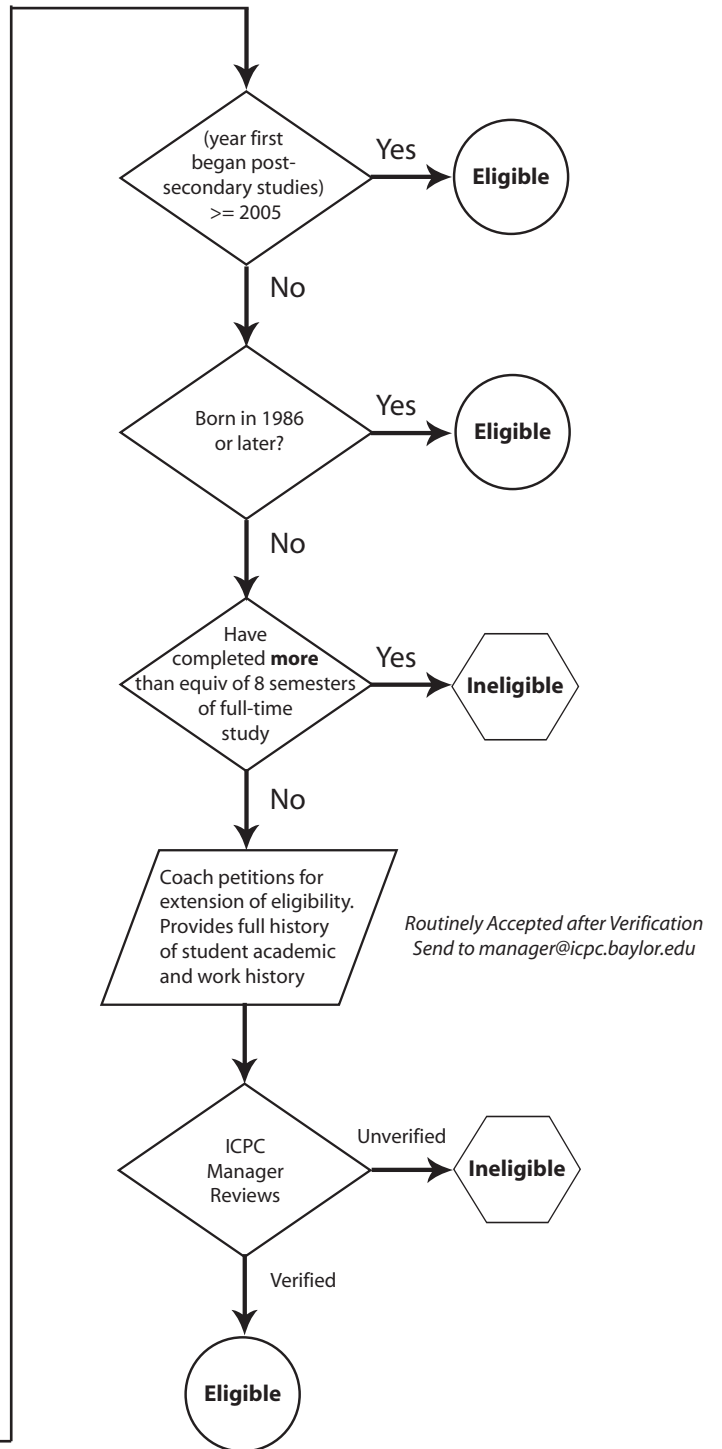 (year first
began post-
secondary studies)
>= 2005
Yes
Eligible
No
Born in 1986
or later?
Yes
Eligible
No
Have
completed more
than equiv of 8 semesters
of full-time
study
Yes
Ineligible
No
Coach petitions for
extension of eligibility.
Provides full history
of student academic
and work history
Routinely Accepted after Verification
Send to manager@icpc.baylor.edu
ICPC
Manager
Reviews
Unverified
Ineligible
Verified
Eligible